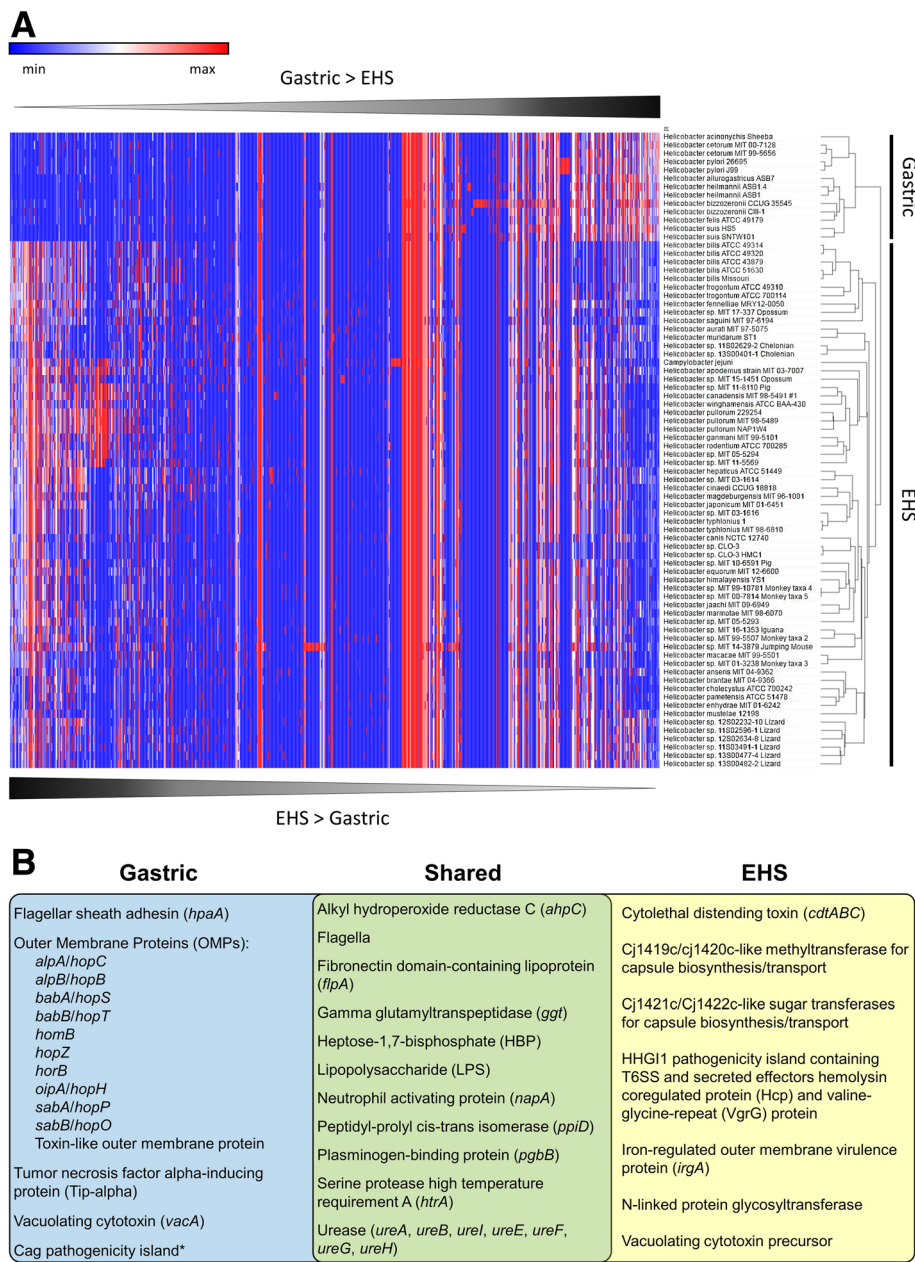 A
min
max
Gastric > EHS
Helicobacter acinonychis Sheeba
Helicobacter cetorum MIT 00-7128
Helicobacter cetorum MIT 99-5656
Helicobacter pylori 26695
Helicobacter pylori J99
Helicobacter ailurogastricus ASB7
Helicobacter heilmannii ASB1.4
Helicobacter heilmannii ASB1
Helicobacter bizzozeronii CCUG 35545
Helicobacter bizzozeronii CIII-1
Helicobacter felis ATCC 49179
Helicobacter suis HS5
Helicobacter suis SNTW101
Helicobacter bilis ATCC 49314
Helicobacter bilis ATCC 49320
Helicobacter bilis ATCC 43879
Helicobacter bilis ATCC 51630
Helicobacter bilis Missouri
Helicobacter trogontum ATCC 49310
Helicobacter trogontum ATCC 700114
Helicobacter fennelliae MRY12-0050
Helicobacter sp. MIT 17-337 Opossum
Helicobacter saguini MIT 97-6194
Helicobacter aurati MIT 97-5075
Helicobacter muridarum ST1
Helicobacter sp. 11S02629-2 Chelonian
Helicobacter sp. 13S00401-1 Cholenian
Campylobacter jejuni
Helicobacter apodemus strain MIT 03-7007
Helicobacter sp. MIT 15-1451 Opossum
Helicobacter sp. MIT 11-8110 Pig
Helicobacter canadensis MIT 98-5491 #1
Helicobacter winghamensis ATCC BAA-430
Helicobacter pullorum 229254
Helicobacter pullorum MIT 98-5489
Helicobacter pullorum NAP1W4
Helicobacter ganmani MIT 99-5101
Helicobacter rodentium ATCC 700285
Helicobacter sp. MIT 05-5294
Helicobacter sp. MIT 11-5569
Helicobacter hepaticus ATCC 51449
Helicobacter sp. MIT 03-1614
Helicobacter cinaedi CCUG 18818
Helicobacter magdeburgensis MIT 96-1001
Helicobacter japonicum MIT 01-6451
Helicobacter sp. MIT 03-1616
Helicobacter typhlonius 1
Helicobacter typhlonius MIT 98-6810
Helicobacter canis NCTC 12740
Helicobacter sp. CLO-3
Helicobacter sp. CLO-3 HMC1
Helicobacter sp. MIT 10-6591 Pig
Helicobacter equorum MIT 12-6600
Helicobacter himalayensis YS1
Helicobacter sp. MIT 99-10781 Monkey taxa 4
Helicobacter sp. MIT 00-7814 Monkey taxa 5
Helicobacter jaachi MIT 09-6949
Helicobacter marmotae MIT 98-6070
Helicobacter sp. MIT 05-5293
Helicobacter sp. MIT 16-1353 Iguana
Helicobacter sp. MIT 99-5507 Monkey taxa 2
Helicobacter sp. MIT 14-3879 Jumping Mouse
Helicobacter macacae MIT 99-5501
Helicobacter sp. MIT 01-3238 Monkey taxa 3
Helicobacter anseris MIT 04-9362
Helicobacter brantae MIT 04-9366
Helicobacter cholecystus ATCC 700242
Helicobacter pametensis ATCC 51478
Helicobacter enhydrae MIT 01-6242
Helicobacter mustelae 12198
Helicobacter sp. 12S02232-10 Lizard
Helicobacter sp. 11S02596-1 Lizard
Helicobacter sp. 12S02634-8 Lizard
Helicobacter sp. 11S03491-1 Lizard
Helicobacter sp. 13S00477-4 Lizard
Helicobacter sp. 13S00482-2 Lizard
Gastric
EHS
EHS > Gastric
B
Gastric
Flagellar sheath adhesin (hpaA)
Outer Membrane Proteins (OMPs):
alpA/hopC
alpB/hopB
babA/hopS
babB/hopT
homB
hopZ
horB
oipA/hopH
sabA/hopP
sabB/hopO
Toxin-like outer membrane protein
Tumor necrosis factor alpha-inducing
protein (Tip-alpha)
Vacuolating cytotoxin (vacA)
Cag pathogenicity island*
Shared
Alkyl hydroperoxide reductase C (ahpC)
Flagella
Fibronectin domain-containing lipoprotein
(flpA)
Gamma glutamyltranspeptidase (ggt)
Heptose-1,7-bisphosphate (HBP)
Lipopolysaccharide (LPS)
Neutrophil activating protein (napA)
Peptidyl-prolyl cis-trans isomerase (ppiD)
Plasminogen-binding protein (pgbB)
Serine protease high temperature
requirement A (htrA)
Urease (ureA, ureB, ureI, ureE, ureF,
ureG, ureH)
EHS
Cytolethal distending toxin (cdtABC)
Cj1419c/cj1420c-like methyltransferase for
capsule biosynthesis/transport
Cj1421c/Cj1422c-like sugar transferases
for capsule biosynthesis/transport
HHGI1 pathogenicity island containing
T6SS and secreted effectors hemolysin
coregulated protein (Hcp) and valine-
glycine-repeat (VgrG) protein
Iron-regulated outer membrane virulence
protein (irgA)
N-linked protein glycosyltransferase
Vacuolating cytotoxin precursor